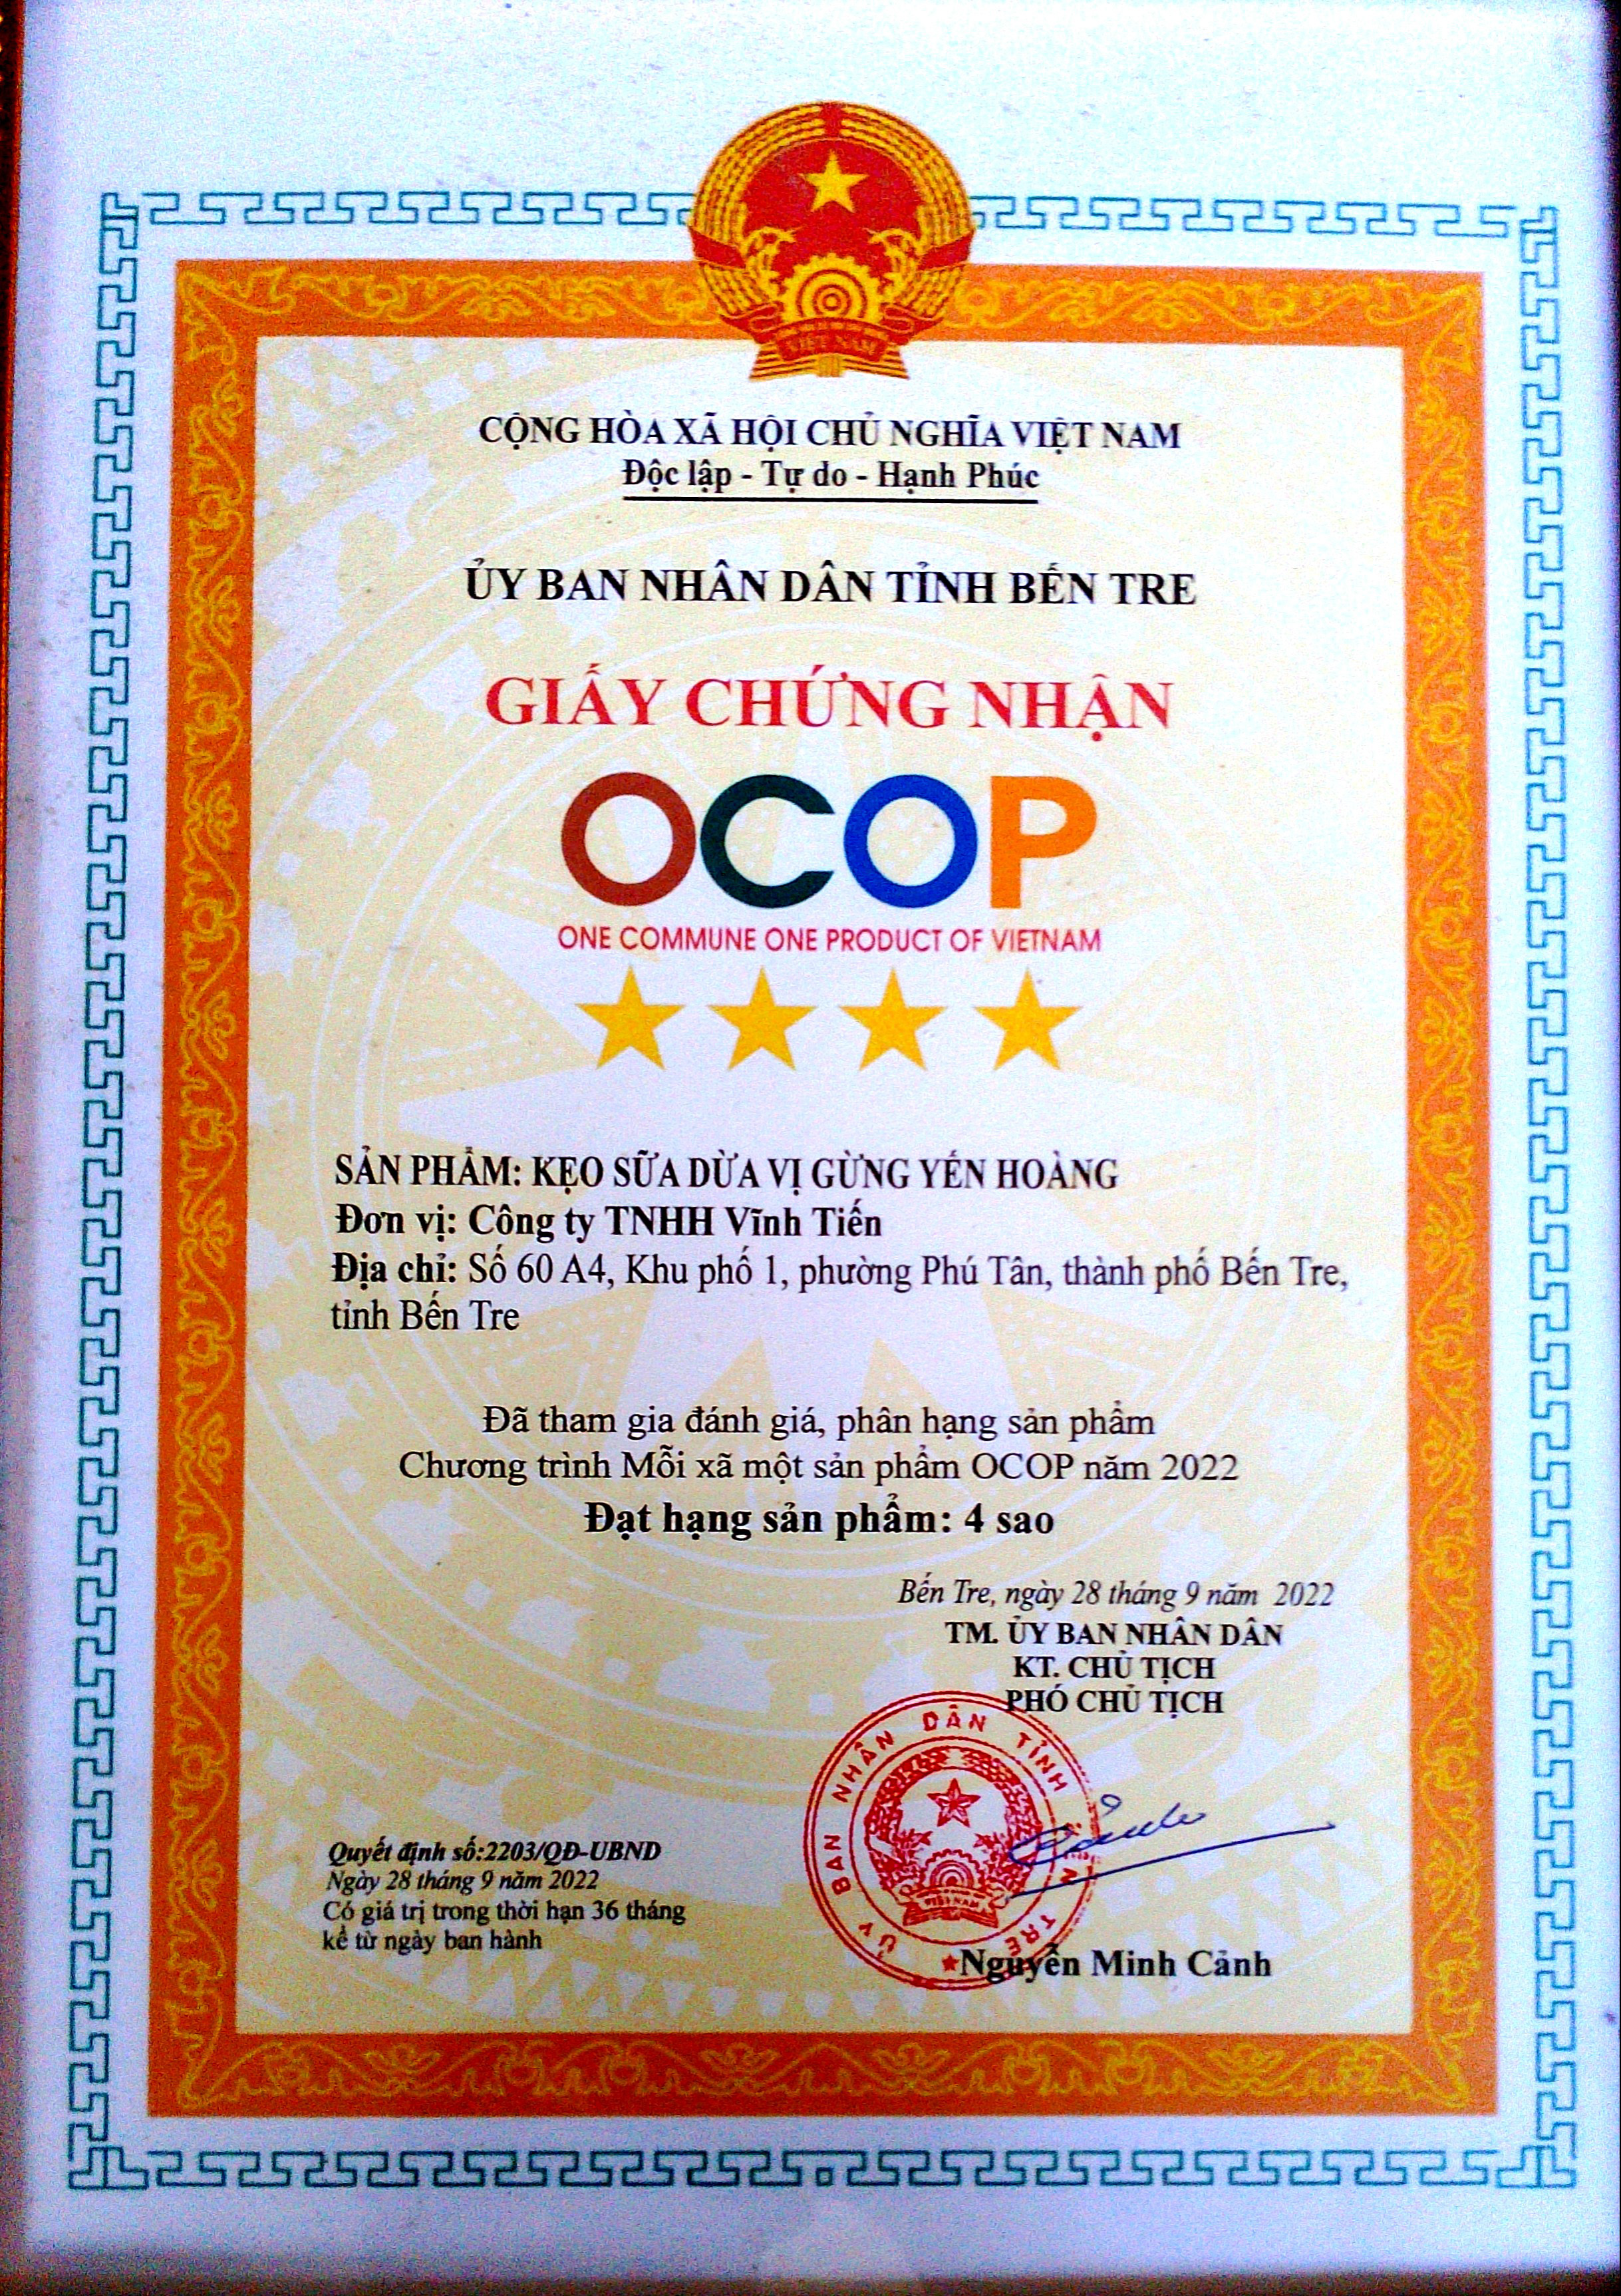 VIỆT NAM
CỘNG HÒA XÃ HỘI CHỦ NGHĨA VIỆT NAM
Độc lập - Tự do - Hạnh Phúc
ỦY BAN NHÂN DÂN TỈNH BẾN TRE
GIẤY CHỨNG NHẬN
OCOP
ONE COMMUNE ONE PRODUCT OF VIETNAM
SẢN PHẨM: KẸO SỮA DỪA VỊ GỪNG YẾN HOÀNG
Đơn vị: Công ty TNHH Vĩnh Tiến
Địa chỉ: Số 60 A4, Khu phố 1, phường Phú Tân, thành phố Bến Tre,
tỉnh Bến Tre
Đã tham gia đánh giá, phân hạng sản phẩm
Chương trình Mỗi xã một sản phẩm OCOP năm 2022
Đạt hạng sản phẩm: 4 sao
Bến Tre, ngày 28 tháng 9 năm 2022
TM. ỦY BAN NHÂN DÂN
KT. CHỦ TỊCH
PHÓ CHỦ TỊCH
ỦY BAN NHÂN DÂN TỈNH TRE
VIỆT NAM
Quyết định số:2203/QĐ-UBND
Ngày 28 tháng 9 năm 2022
Có giá trị trong thời hạn 36 tháng
kể từ ngày ban hành
Nguyễn Minh Cảnh